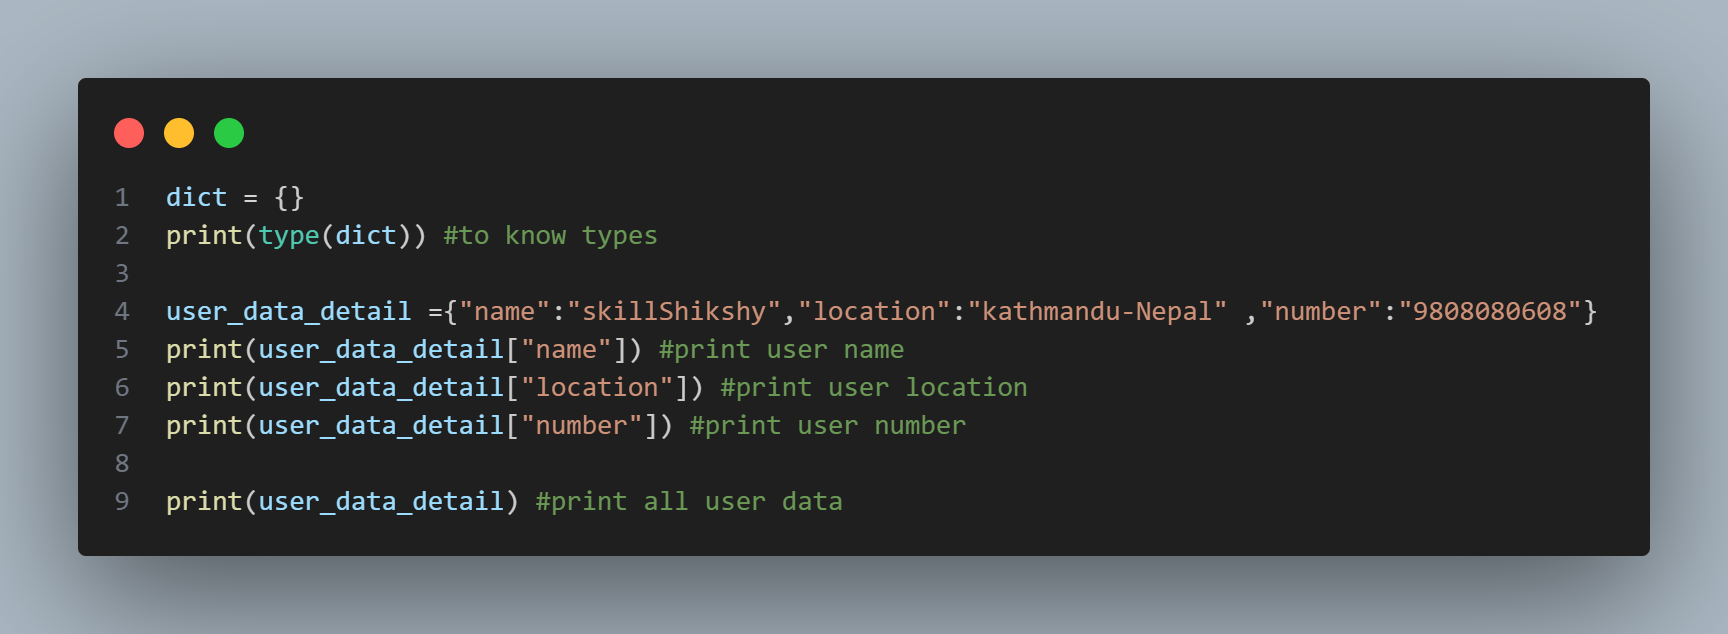 1 dict = {}
2 print(type(dict)) #to know types
3
4 user_data_detail ={"name":"skillShikshy","location":"kathmandu-Nepal" ,"number":"9808080608"}
5 print(user_data_detail["name"]) #print user name
6 print(user_data_detail["location"]) #print user location
7 print(user_data_detail["number"]) #print user number
8
9 print(user_data_detail) #print all user data